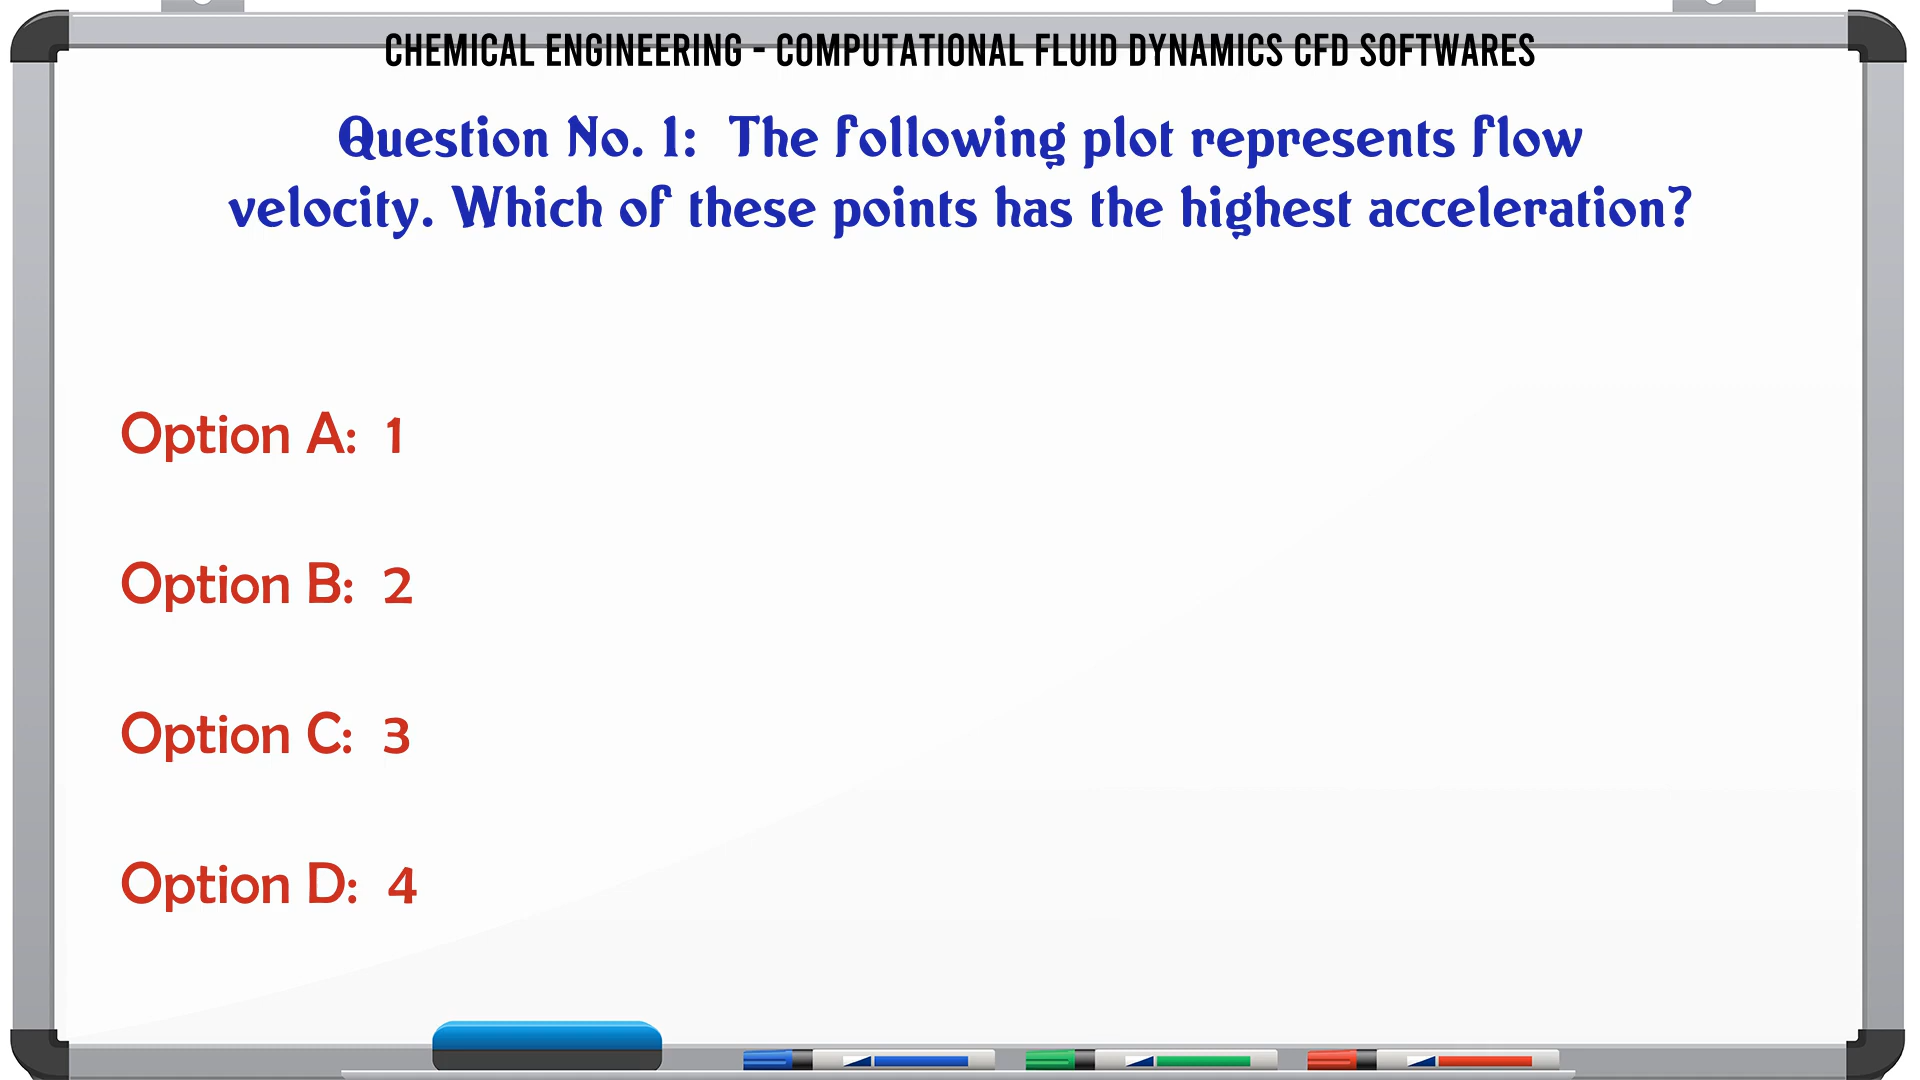 CHEMICAL ENGINEERING - COMPUTATIONAL FLUID DYNAMICS CFD SOFTWARES
Question No. 1: The following plot represents flow
velocity. Which of these points has the highest acceleration?
Option A: 1
Option B: 2
Option C: 3
Option D: 4